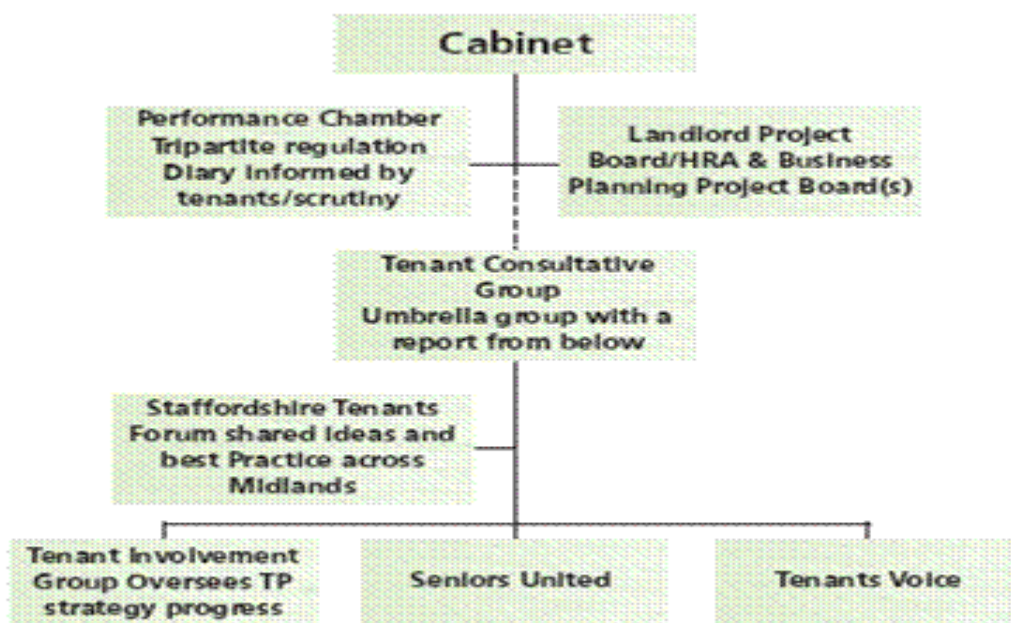 Cabinet
Performance Chamber
Tripartite regulation
Diary informed by
tenants/scrutiny
Landlord Project
Board/HRA & Business
Planning Project Board(s)
Tenant Consultative
Group
Umbrella group with a
report from below
Staffordshire Tenants
Forum shared ideas and
best Practice across
Midlands
Tenant Involvement
Group Oversees TP
strategy progress
Seniors United
Tenants Voice